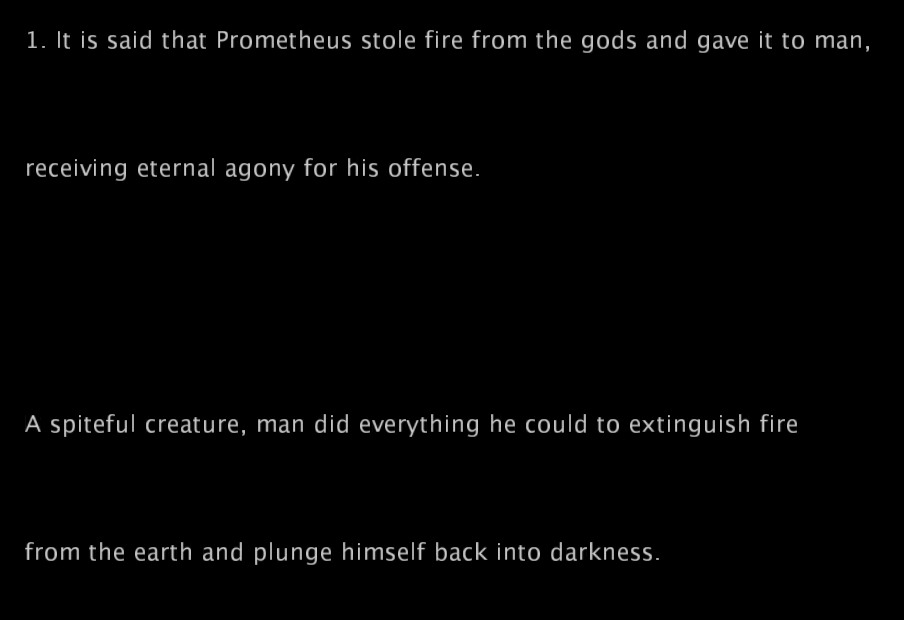 1. It is said that Prometheus stole fire from the gods and gave it to man,
receiving eternal agony for his offense.
A spiteful creature, man did everything he could to extinguish fire
from the earth and plunge himself back into darkness.